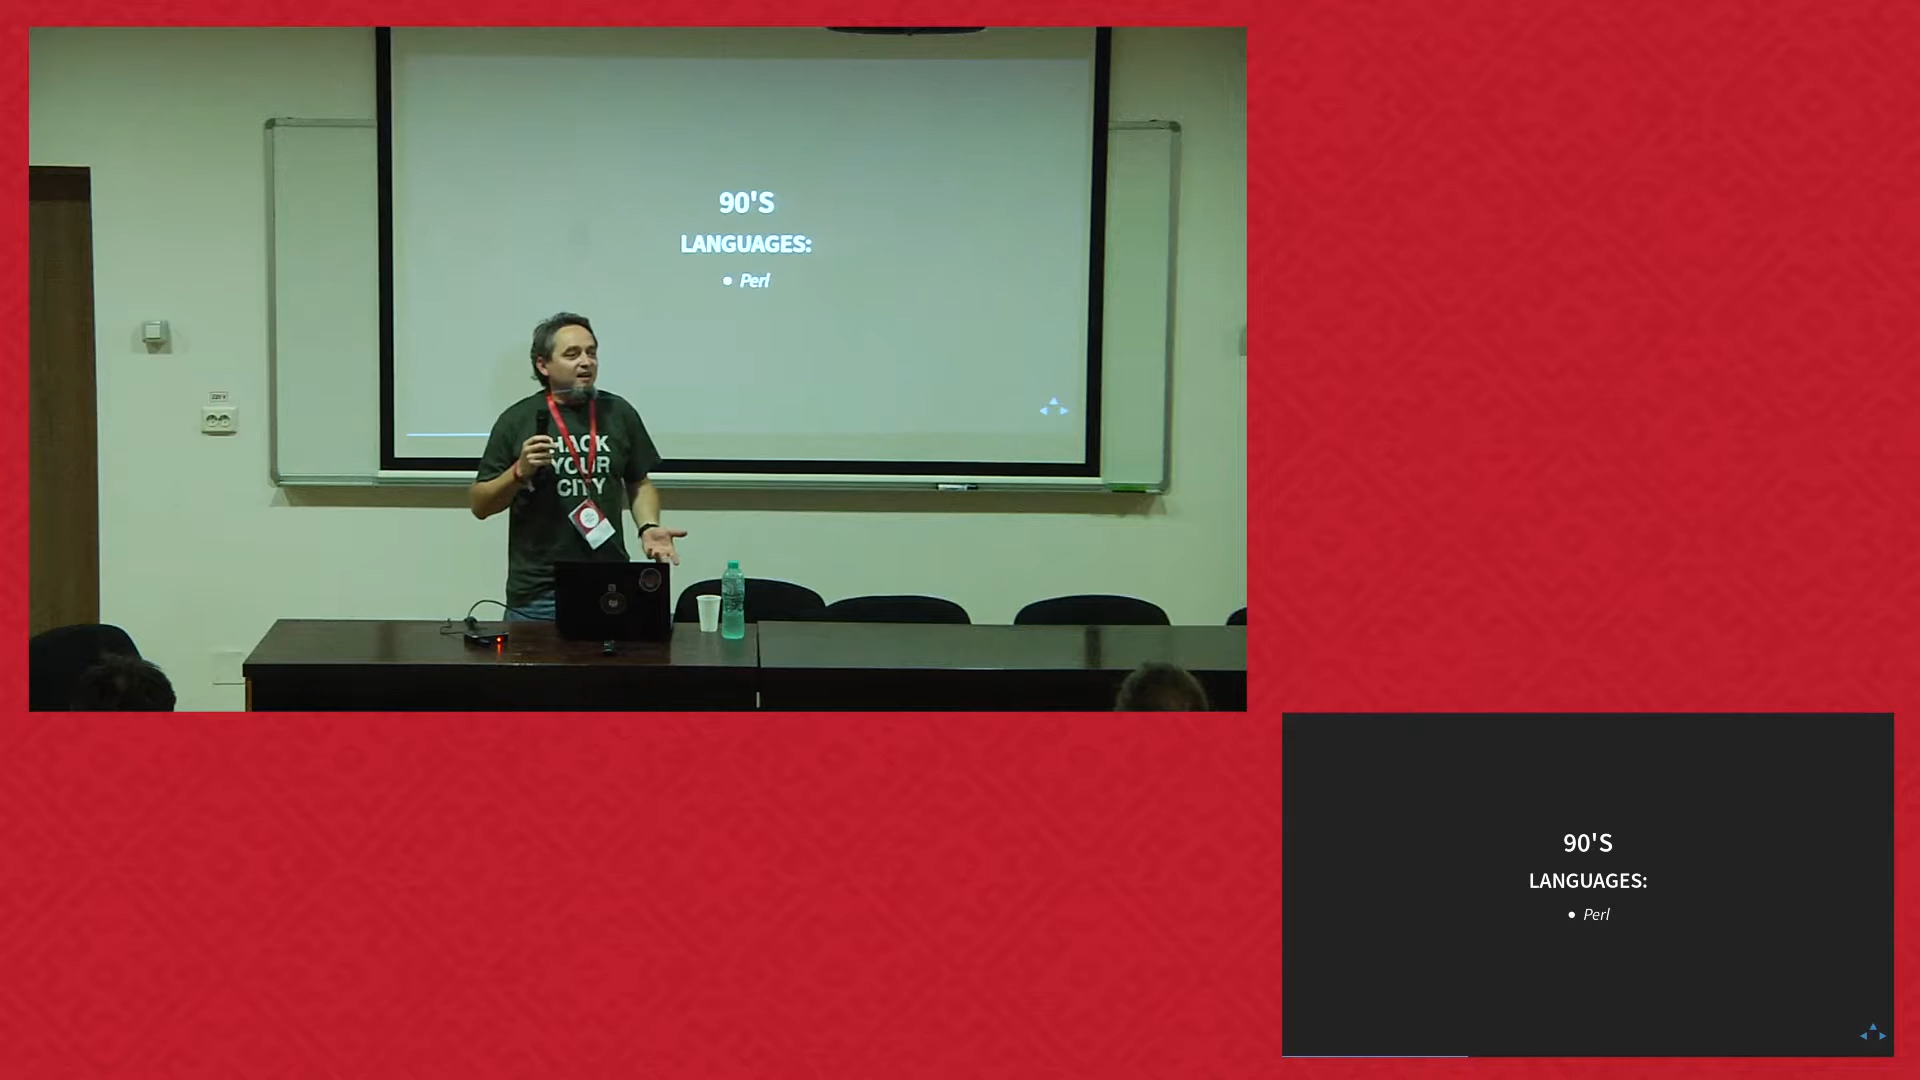 90'S
LANGUAGES:
• Perl
HACK
YOUR
CITY
90'S
LANGUAGES:
• Perl